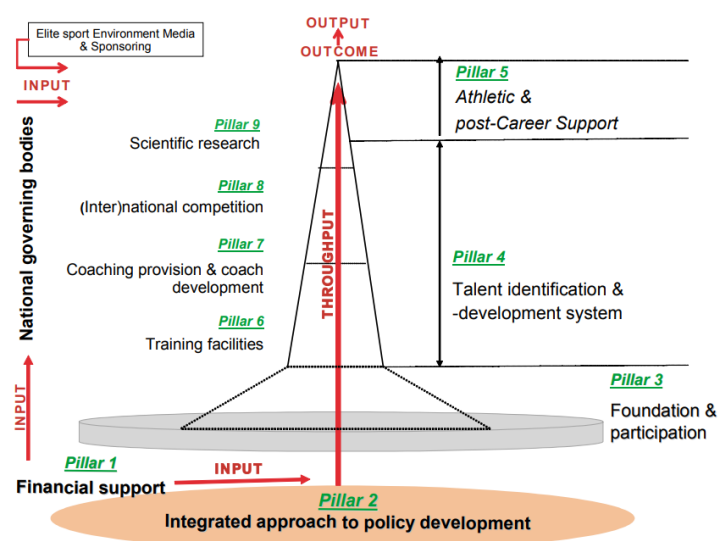 OUTPUT
OUTCOME
Elite sport Environment Media
& Sponsoring
INPUT
National governing bodies
INPUT
Pillar 9
Scientific research
Pillar 8
(Inter)national competition
Pillar 7
Coaching provision & coach
development
Pillar 6
Training facilities
THROUGHPUT
Pillar 5
Athletic &
post-Career Support
Pillar 4
Talent identification &
-development system
Pillar 3
Foundation &
participation
Pillar 1
Financial support
INPUT
Pillar 2
Integrated approach to policy development